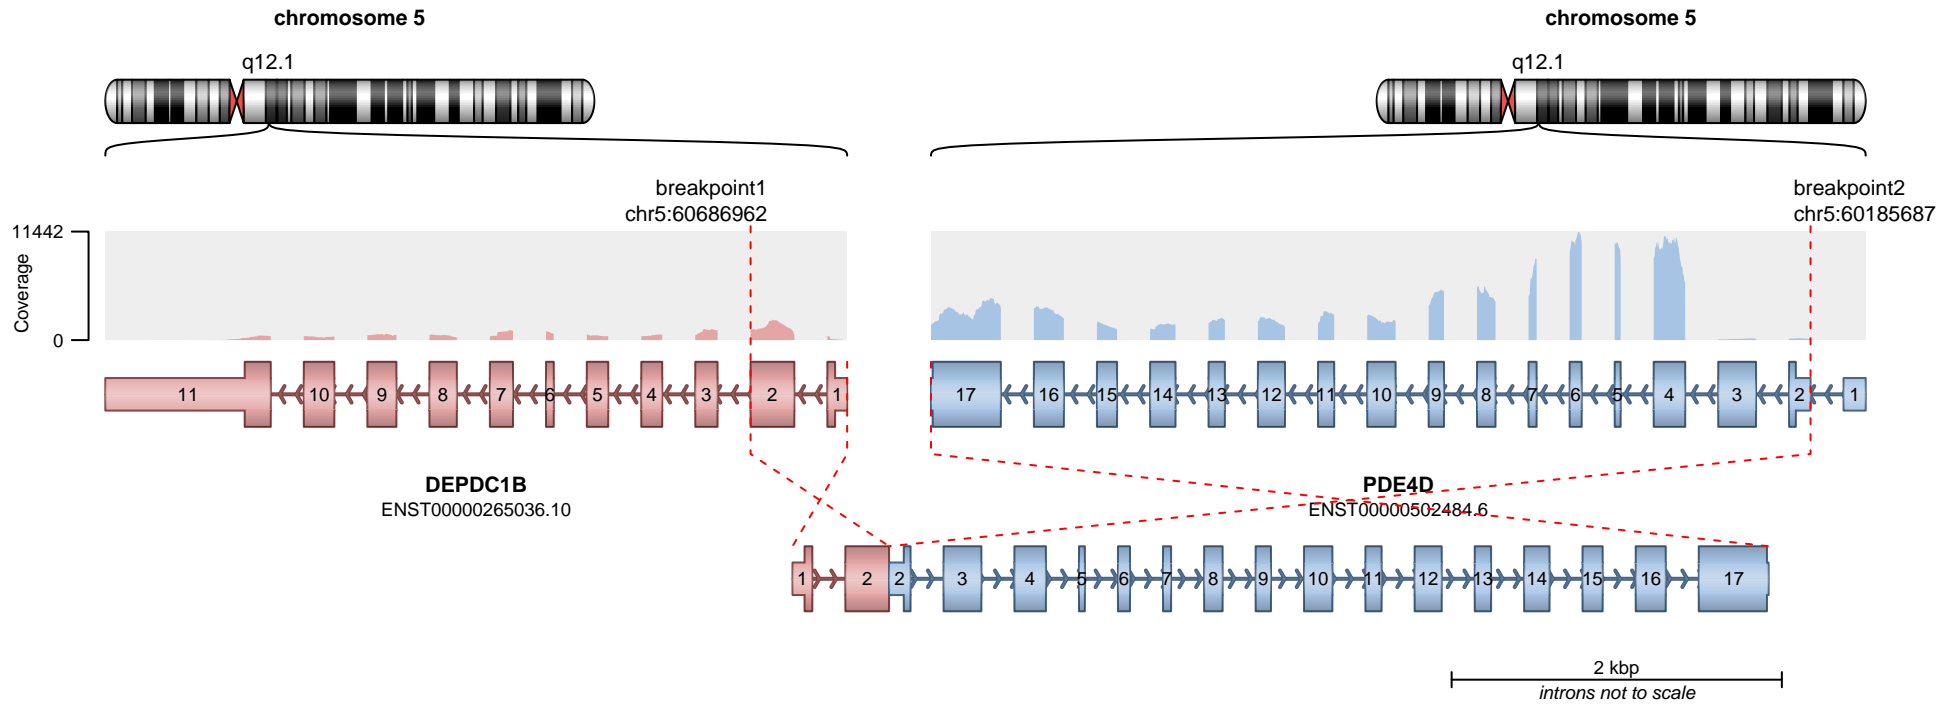 chromosome 5
chromosome 5
q12.1
q12.1
breakpoint1
chr5:60686962
breakpoint2
chr5:60185687
11442
Coverage
0
11 10 9 8 7 6 5 4 3 2 1
17 16 15 14 13 12 11 10 9 8 7 6 5 4 3 2 1
DEPDC1B
ENST00000265036.10
PDE4D
ENST00000502484.6
1 2 2 3 4 5 6 7 8 9 10 11 12 13 14 15 16 17
2 kbp
introns not to scale